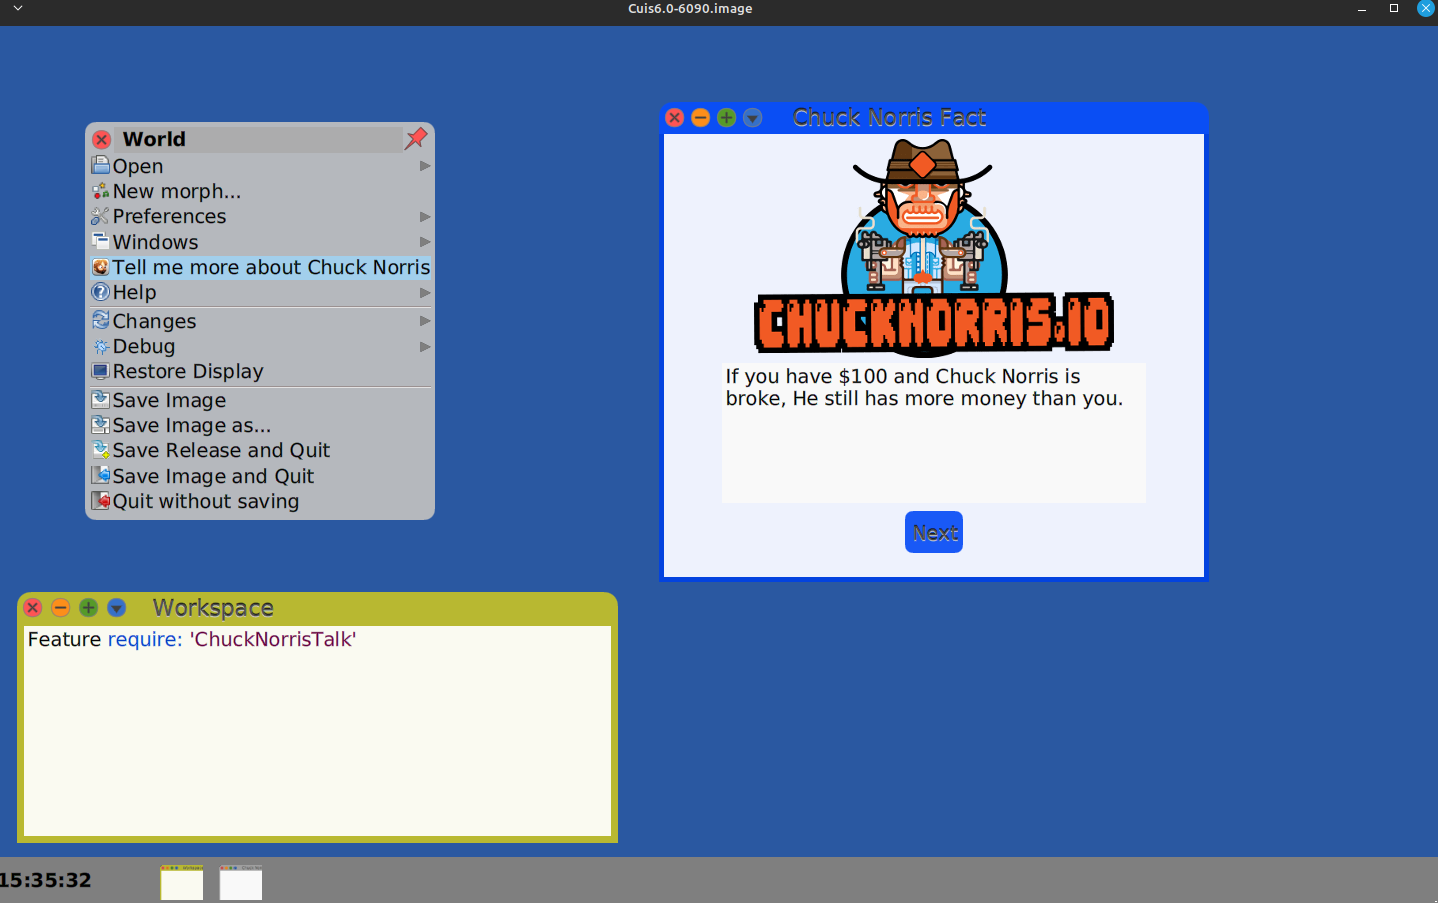 Cuis6.0-6090.image
World
Open
New morph...
Preferences
Windows
Tell me more about Chuck Norris
Help
Changes
Debug
Restore Display
Save Image
Save Image as...
Save Release and Quit
Save Image and Quit
Quit without saving
Chuck Norris Fact
CHUCKNORRIS.IO
If you have $100 and Chuck Norris is
broke, He still has more money than you.
Next
Workspace
Feature require: 'ChuckNorrisTalk'
15:35:32